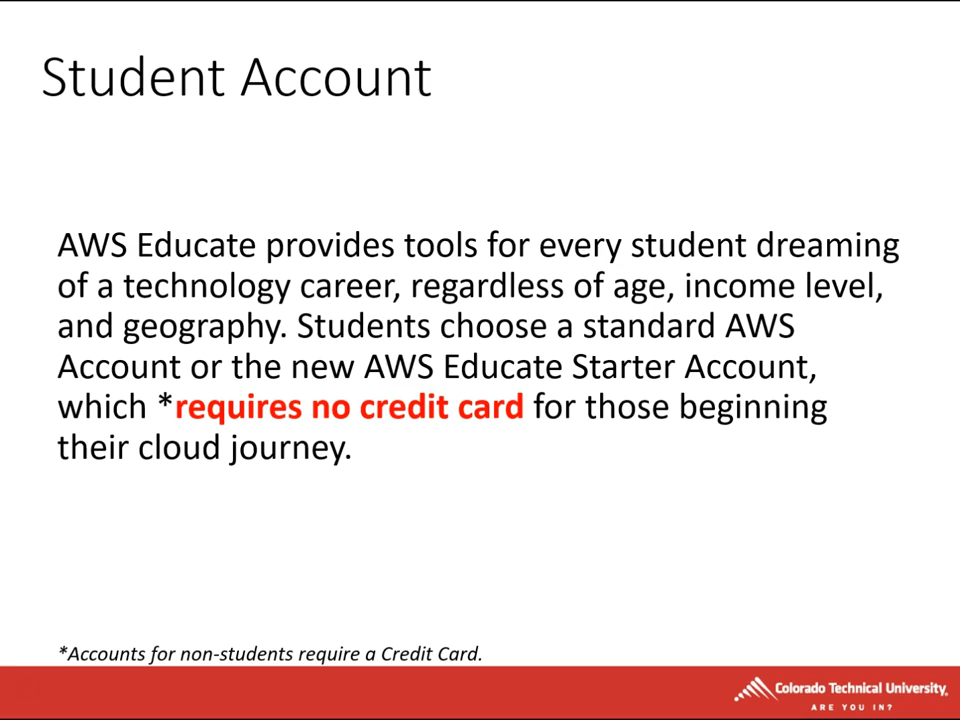 Student Account
AWS Educate provides tools for every student dreaming
of a technology career, regardless of age, income level,
and geography. Students choose a standard AWS
Account or the new AWS Educate Starter Account,
which *requires no credit card for those beginning
their cloud journey.
*Accounts for non-students require a Credit Card.
Colorado Technical University.
ARE YOU IN?